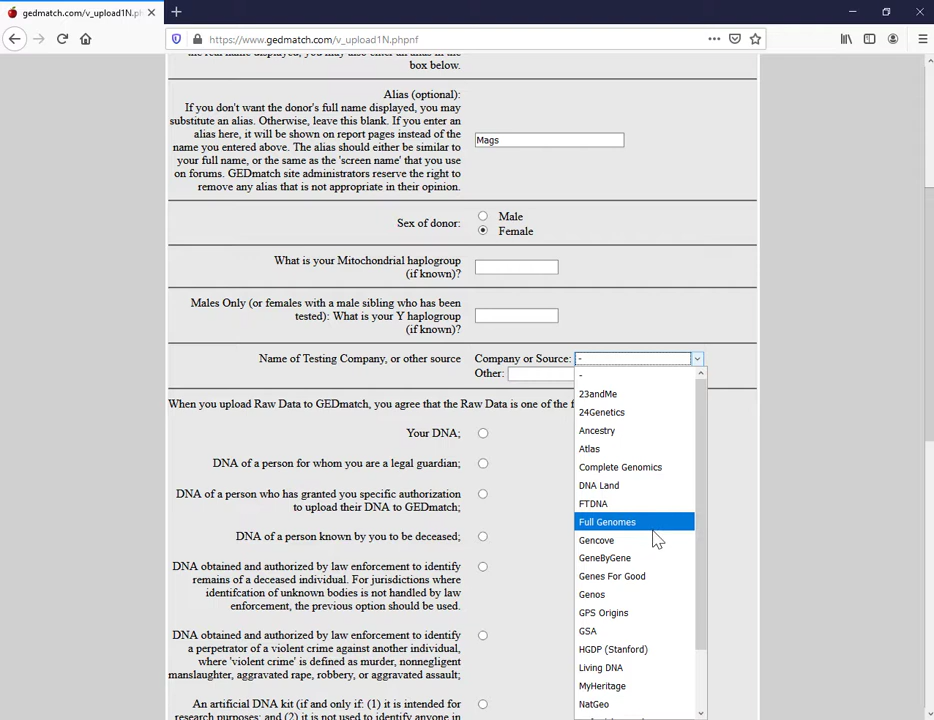 gedmatch.com/v_upload1N.ph
https://www.gedmatch.com/v_upload1N.phpnf
the real name displayed, you may also enter an alias in the
box below.
Alias (optional):
If you don't want the donor's full name displayed, you may
substitute an alias. Otherwise, leave this blank. If you enter an
alias here, it will be shown on report pages instead of the
name you entered above. The alias should either be similar to
your full name, or the same as the 'screen name' that you use
on forums. GEDmatch site administrators reserve the right to
remove any alias that is not appropriate in their opinion.
Mags
Sex of donor:
Male
Female
What is your Mitochondrial haplogroup
(if known)?
Males Only (or females with a male sibling who has been
tested): What is your Y haplogroup
(if known)?
Name of Testing Company, or other source
Company or Source: -
Other:
-
23andMe
24Genetics
Ancestry
Atlas
Complete Genomics
DNA Land
FTDNA
Full Genomes
Gencove
GeneByGene
Genes For Good
Genos
GPS Origins
GSA
HGDP (Stanford)
Living DNA
MyHeritage
NatGeo
When you upload Raw Data to GEDmatch, you agree that the Raw Data is one of the f
Your DNA;
DNA of a person for whom you are a legal guardian;
DNA of a person who has granted you specific authorization
to upload their DNA to GEDmatch;
DNA of a person known by you to be deceased;
DNA obtained and authorized by law enforcement to identify
remains of a deceased individual. For jurisdictions where
identifcation of unknown bodies is not handled by law
enforcement, the previous option should be used.
DNA obtained and authorized by law enforcement to identify
a perpetrator of a violent crime against another individual,
where 'violent crime' is defined as murder, nonnegligent
manslaughter, aggravated rape, robbery, or aggravated assault;
An artificial DNA kit (if and only if: (1) it is intended for
research purposes; and (2) it is not used to identify anyone in